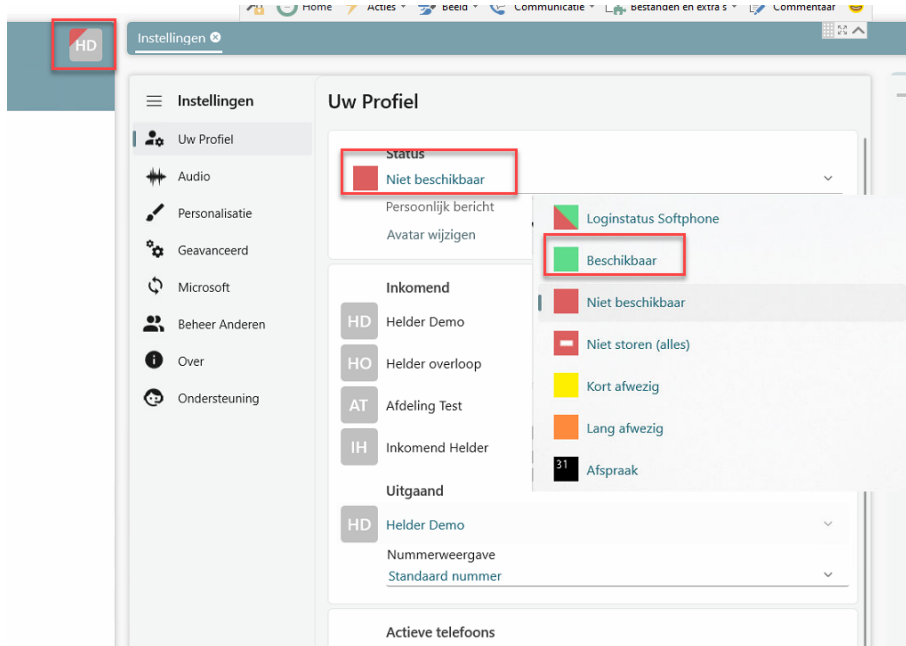 Home Acties Beeld Communicatie Bestanden en extra's Commentaar
HD
Instellingen
Instellingen
Uw Profiel
Audio
Personalisatie
Geavanceerd
Microsoft
Beheer Anderen
Over
Ondersteuning
Uw Profiel
Status
Niet beschikbaar
Persoonlijk bericht
Avatar wijzigen
Loginstatus Softphone
Beschikbaar
Niet beschikbaar
Niet storen (alles)
Kort afwezig
Lang afwezig
31 Afspraak
Inkomend
HD Helder Demo
HO Helder overloop
AT Afdeling Test
IH Inkomend Helder
Uitgaand
HD Helder Demo
Nummerweergave
Standaard nummer
Actieve telefoons